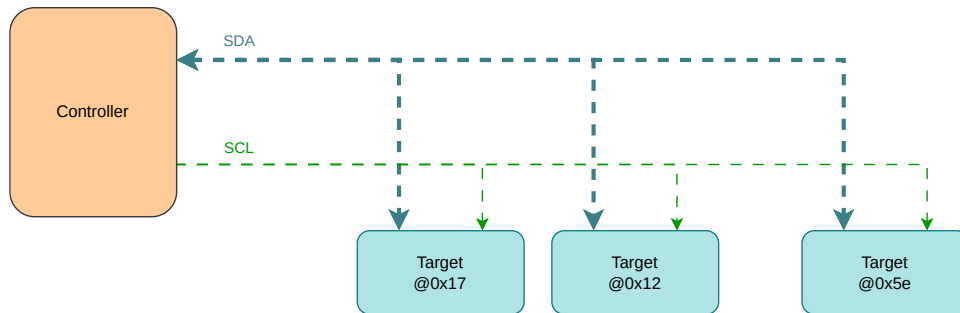 SDA
Controller
SCL
Target
@0x17
Target
@0x12
Target
@0x5e